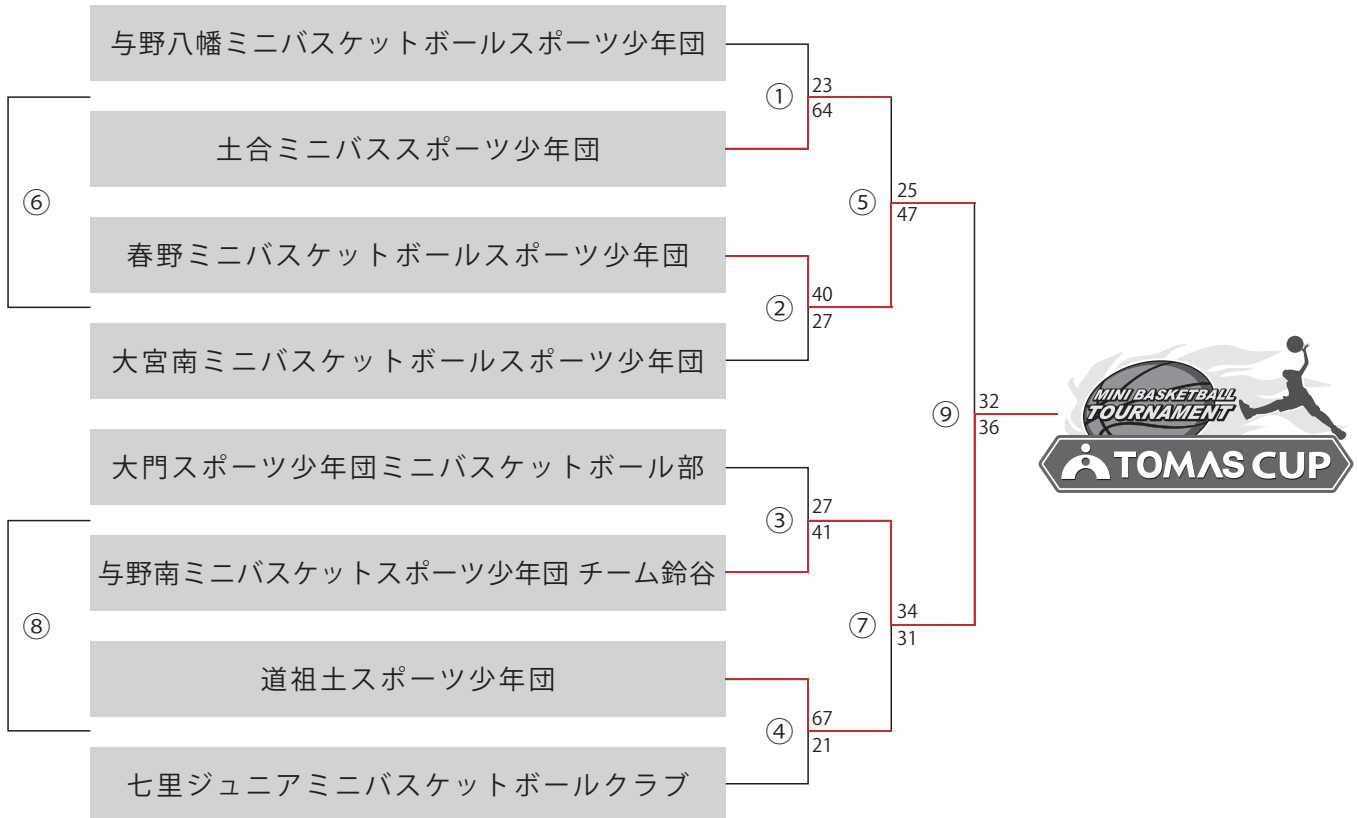 与野八幡ミニバスケットボールスポーツ少年団
①
23
64
土合ミニバススポーツ少年団
⑥
⑤
25
47
春野ミニバスケットボールスポーツ少年団
②
40
27
大宮南ミニバスケットボールスポーツ少年団
⑨
32
36
MINI BASKETBALL
TOURNAMENT
TOMAS CUP
大門スポーツ少年団ミニバスケットボール部
③
27
41
与野南ミニバスケットスポーツ少年団 チーム鈴谷
⑧
⑦
34
31
道祖土スポーツ少年団
④
67
21
七里ジュニアミニバスケットボールクラブ